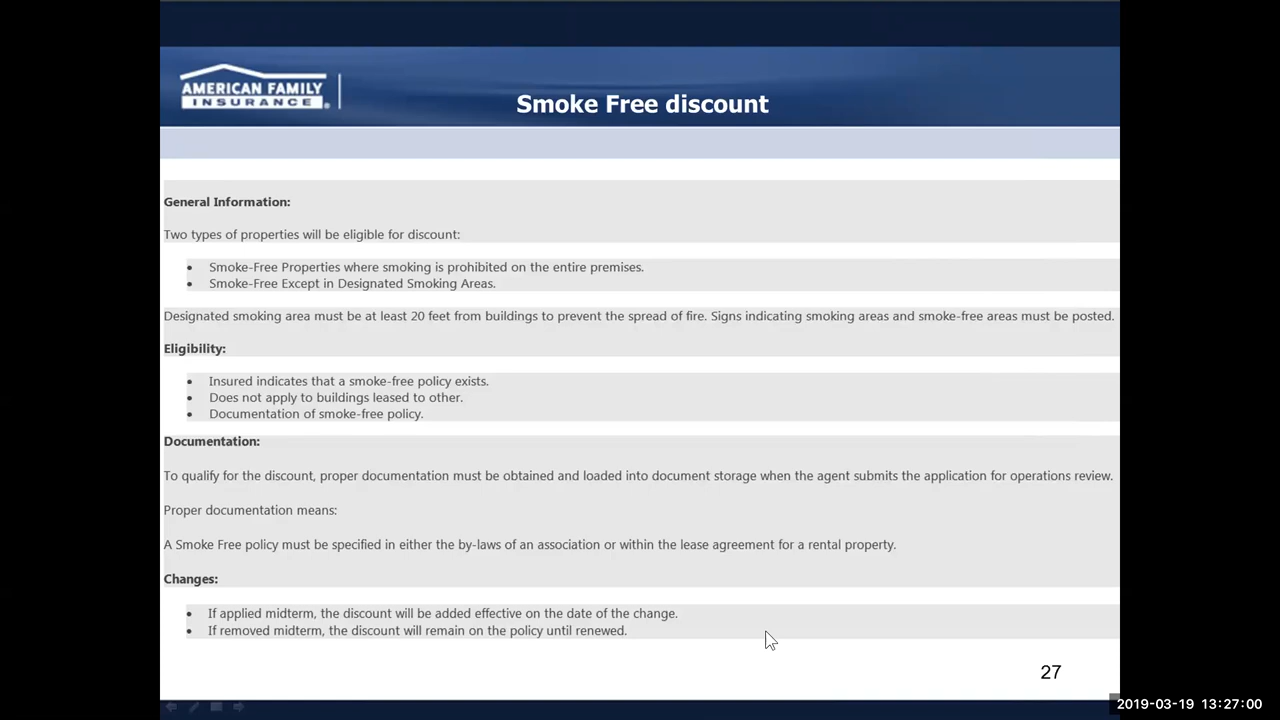 AMERICAN FAMILY
INSURANCE
Smoke Free discount
General Information:
Two types of properties will be eligible for discount:
• Smoke-Free Properties where smoking is prohibited on the entire premises.
• Smoke-Free Except in Designated Smoking Areas.
Designated smoking area must be at least 20 feet from buildings to prevent the spread of fire. Signs indicating smoking areas and smoke-free areas must be posted.
Eligibility:
• Insured indicates that a smoke-free policy exists.
• Does not apply to buildings leased to other.
• Documentation of smoke-free policy.
Documentation:
To qualify for the discount, proper documentation must be obtained and loaded into document storage when the agent submits the application for operations review.
Proper documentation means:
A Smoke Free policy must be specified in either the by-laws of an association or within the lease agreement for a rental property.
Changes:
• If applied midterm, the discount will be added effective on the date of the change.
• If removed midterm, the discount will remain on the policy until renewed.
27
2019-03-19 13:27:00